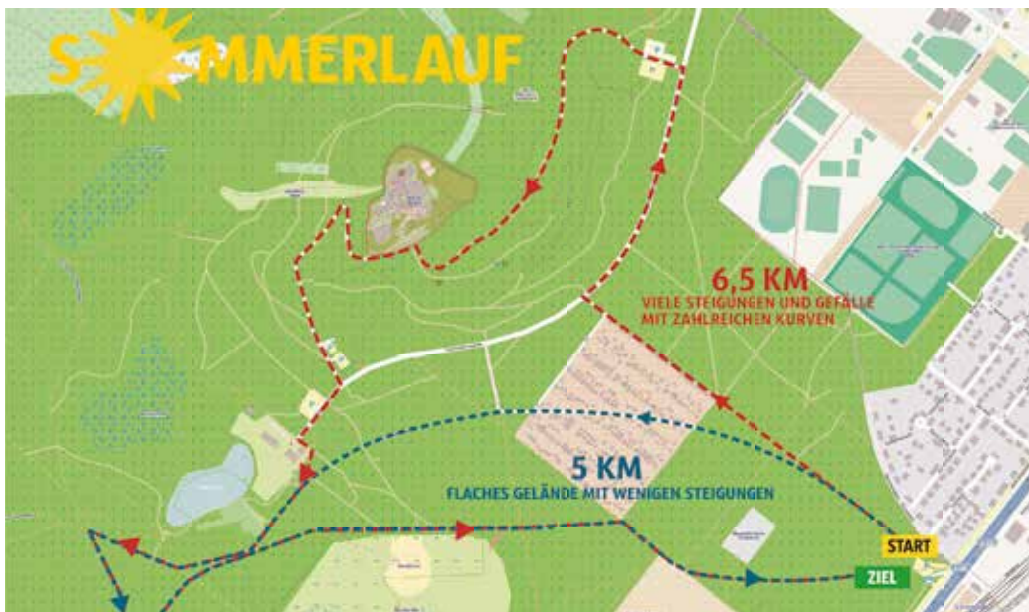 SOMMERLAUF
6,5 KM
VIELE STEIGUNGEN UND GEFÄLLE
MIT ZAHLREICHEN KURVEN
5 KM
FLACHES GELÄNDE MIT WENIGEN STEIGUNGEN
START
ZIEL